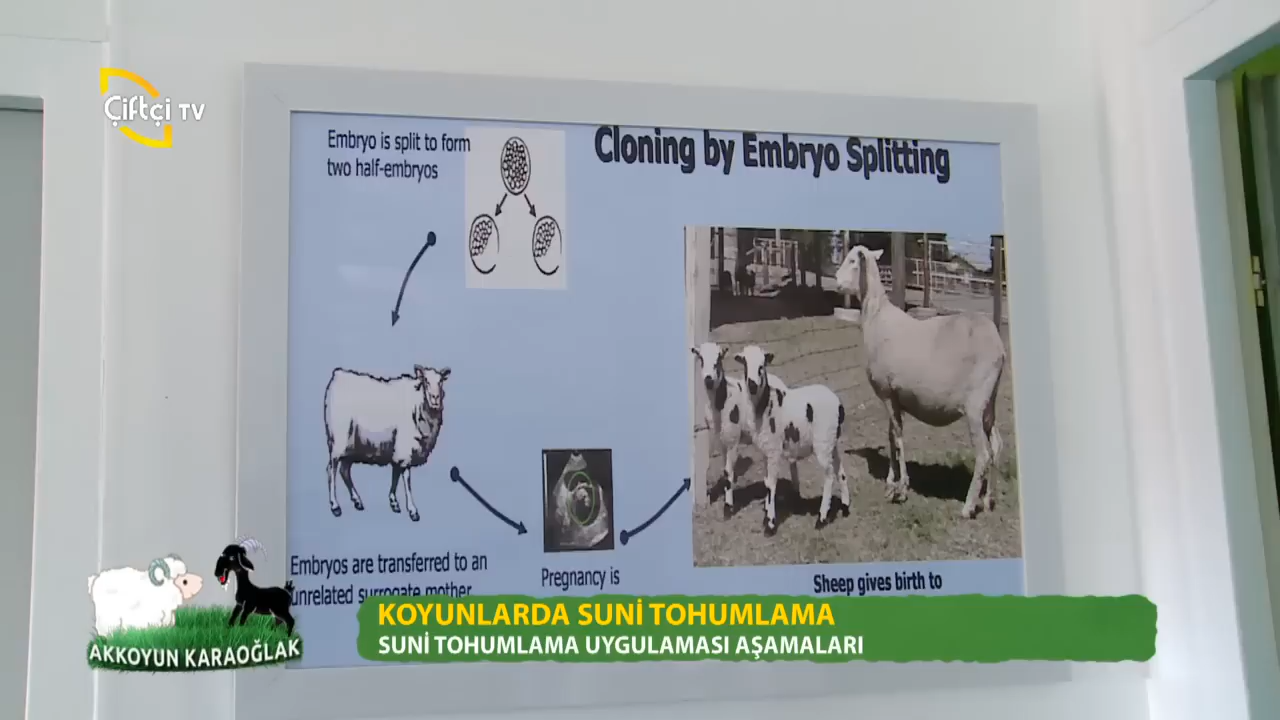 Çiftçi TV
Cloning by Embryo Splitting
Embryo is split to form
two half-embryos
Embryos are transferred to an
unrelated surrogate mother
Pregnancy is
Sheep gives birth to
KOYUNLARDA SUNİ TOHUMLAMA
SUNİ TOHUMLAMA UYGULAMASI AŞAMALARI
AKKOYUN KARAOĞLAK